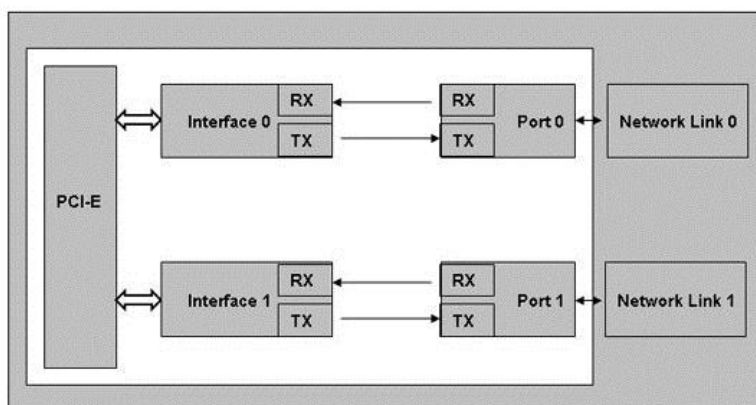 PCI-E
Interface 0
RX
TX
RX
TX
Port 0
Network Link 0
Interface 1
RX
TX
RX
TX
Port 1
Network Link 1